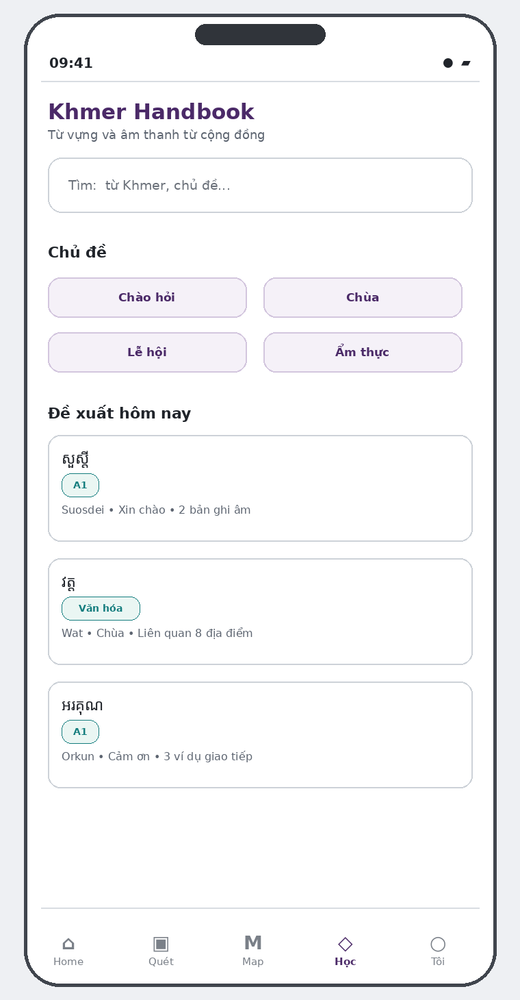 09:41
Khmer Handbook
Từ vựng và âm thanh từ cộng đồng
Tìm: từ Khmer, chủ đề...
Chủ đề
Chào hỏi
Chùa
Lễ hội
Ẩm thực
Đề xuất hôm nay
សួស្តី
A1
Suosdei • Xin chào • 2 bản ghi âm
វត្ត
Văn hóa
Wat • Chùa • Liên quan 8 địa điểm
អរគុណ
A1
Orkun • Cảm ơn • 3 ví dụ giao tiếp
M
Home
Quét
Map
Học
Tôi